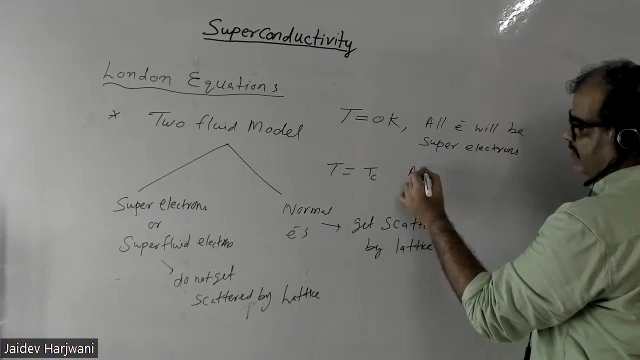 Superconductivity
London Equations
* Two fluid Model
T = 0K, All ē will be
Super electrons
T = Tc A
Super electrons
or
Superfluid electro
do not get
scattered by Lattice
Normal
ēs → get scatte
by lattice
Jaidev Harjwani